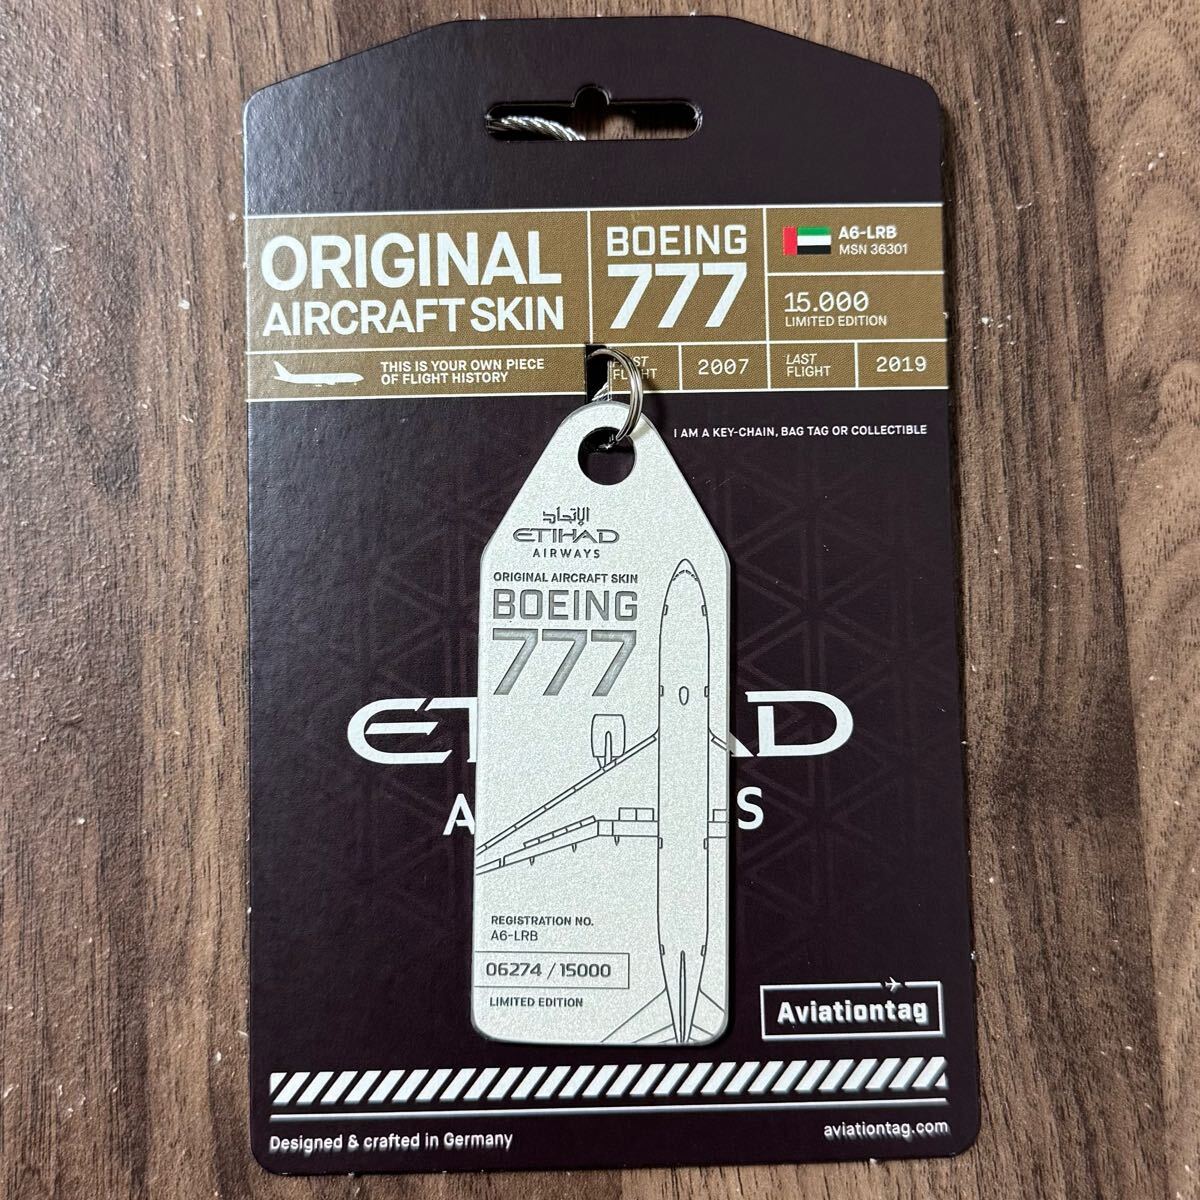 ORIGINAL
AIRCRAFT SKIN
BOEING
777
A6-LRB
MSN 36301
15.000
LIMITED EDITION
THIS IS YOUR OWN PIECE
OF FLIGHT HISTORY
FLIGHT
2007
LAST
FLIGHT
2019
I AM A KEY-CHAIN, BAG TAG OR COLLECTIBLE
الإتحاد
ETIHAD
AIRWAYS
ORIGINAL AIRCRAFT SKIN
BOEING
777
REGISTRATION NO.
A6-LRB
06274 / 15000
LIMITED EDITION
Aviationtag
Designed & crafted in Germany
aviationtag.com